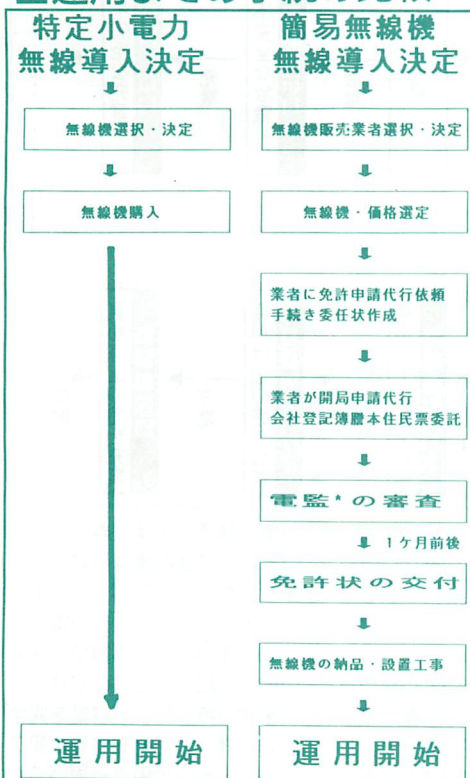 特定小電力
無線導入決定
無線機選択・決定
無線機購入
運用開始
簡易無線機
無線導入決定
無線機販売業者選択・決定
無線機・価格選定
業者に免許申請代行依頼
手続き委任状作成
業者が開局申請代行
会社登記簿謄本住民票委託
電監*の審査
1ケ月前後
免許状の交付
無線機の納品・設置工事
運用開始